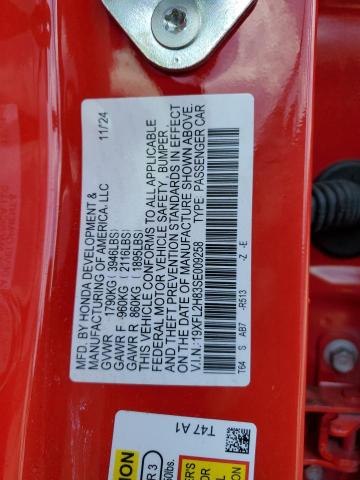 MFD. BY HONDA DEVELOPMENT & 11/24
MANUFACTURING OF AMERICA, LLC
GVWR 1790KG (3946LBS)
GAWR F 960KG (2116LBS)
GAWR R 860KG (1895LBS)
THIS VEHICLE CONFORMS TO ALL APPLICABLE
FEDERAL MOTOR VEHICLE SAFETY, BUMPER,
AND THEFT PREVENTION STANDARDS IN EFFECT
ON THE DATE OF MANUFACTURE SHOWN ABOVE.
V.I.N.: 19XFL2H83SE009258 TYPE: PASSENGER CAR
T64 S AB7 -R513 -Z -E
T47A1